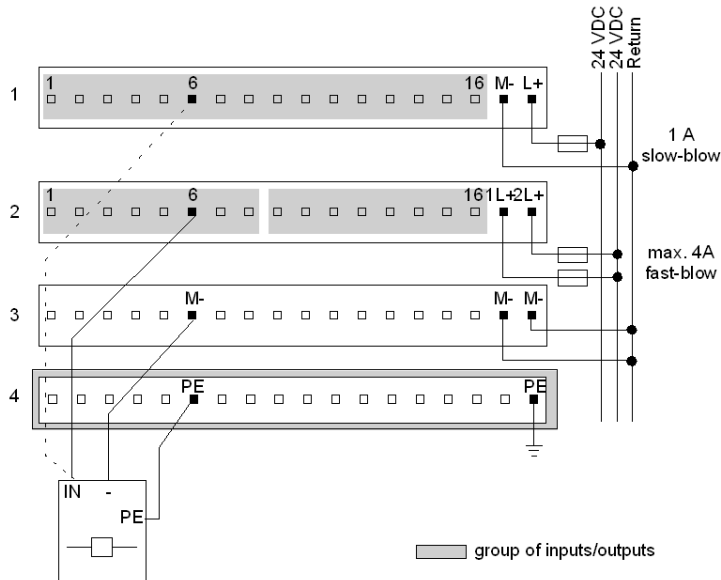 24 VDC
24 VDC
Return
1
1 6 16 M- L+
1 A
slow-blow
2
1 6 16 1L+ 2L+
max. 4A
fast-blow
3
M- M- M-
4
PE PE
IN -
PE
group of inputs/outputs